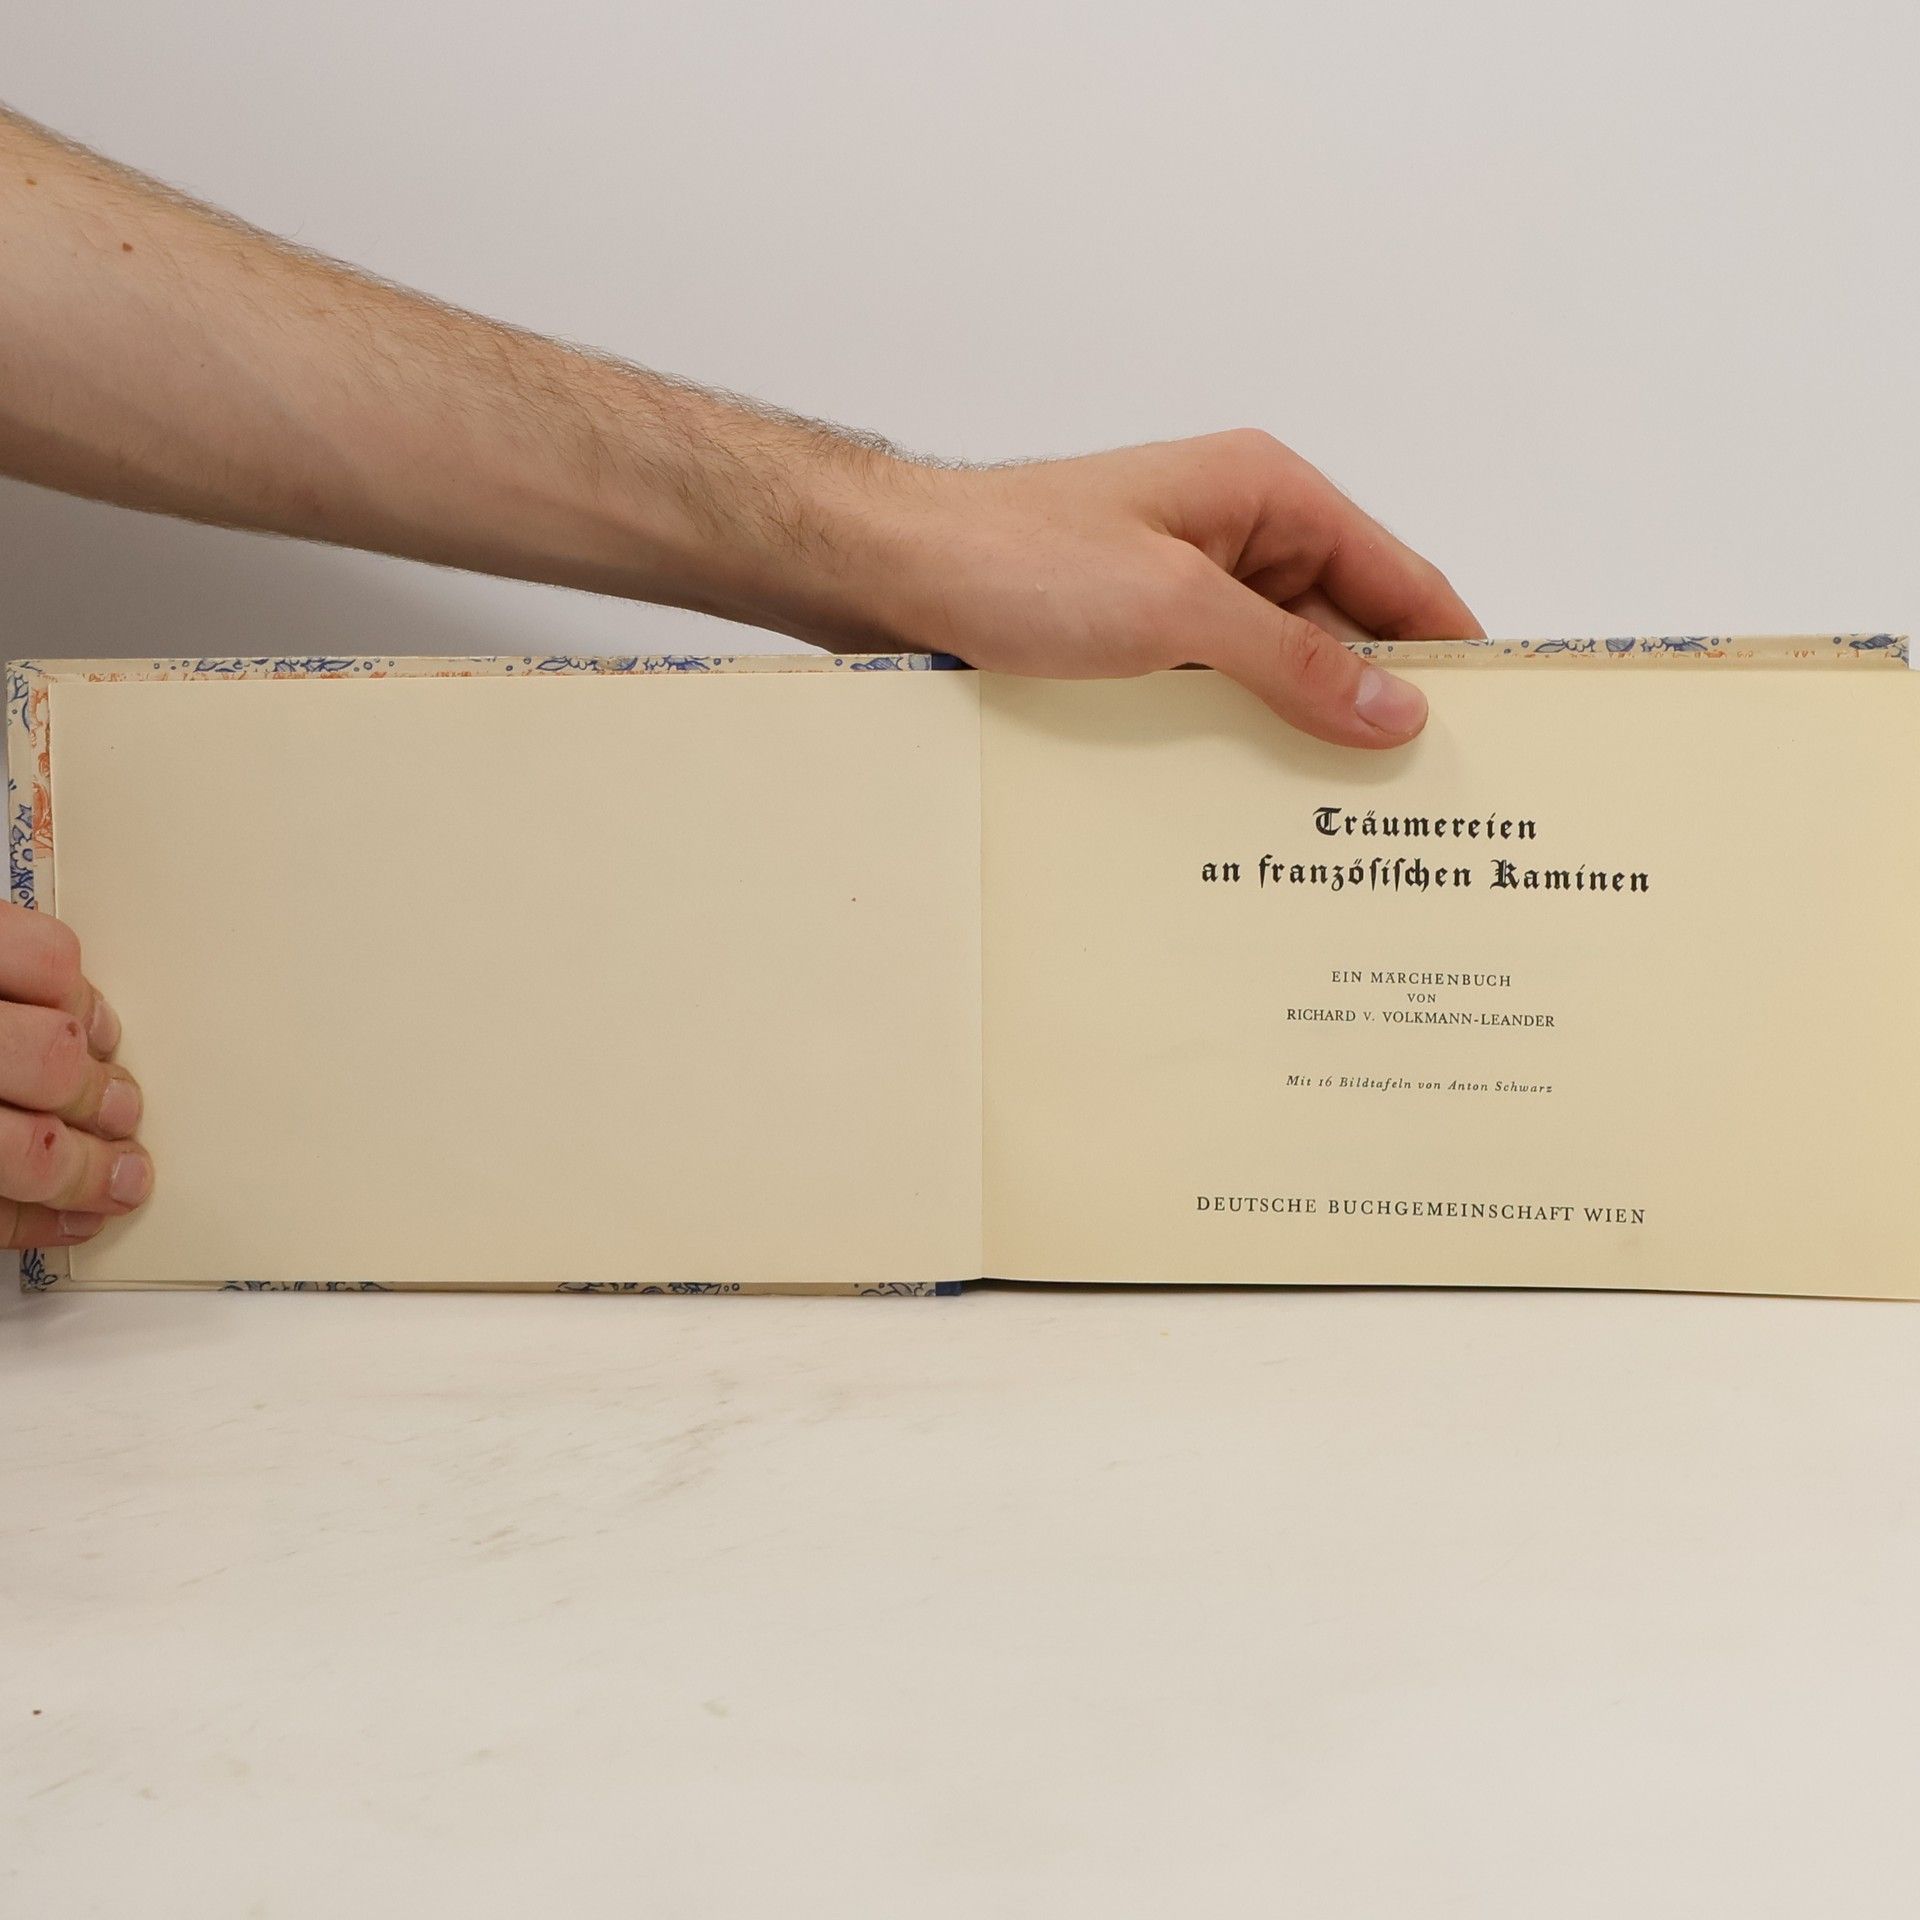 Träumereien
an franzöſiſchen Kaminen
EIN MÄRCHENBUCH
VON
RICHARD V. VOLKMANN-LEANDER
Mit 16 Bildtafeln von Anton Schwarz
DEUTSCHE BUCHGEMEINSCHAFT WIEN